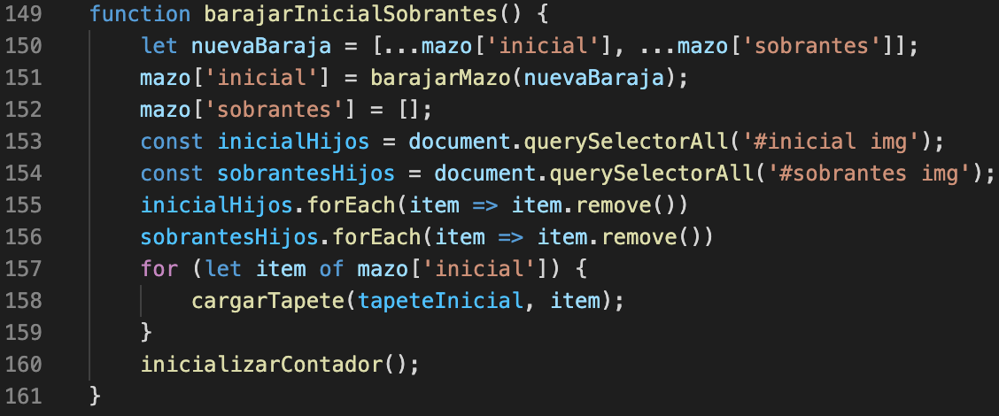 149 function barajarInicialSobrantes() {
150     let nuevaBaraja = [...mazo['inicial'], ...mazo['sobrantes']];
151     mazo['inicial'] = barajarMazo(nuevaBaraja);
152     mazo['sobrantes'] = [];
153     const inicialHijos = document.querySelectorAll('#inicial img');
154     const sobrantesHijos = document.querySelectorAll('#sobrantes img');
155     inicialHijos.forEach(item => item.remove())
156     sobrantesHijos.forEach(item => item.remove())
157     for (let item of mazo['inicial']) {
158         cargarTapete(tapeteInicial, item);
159     }
160     inicializarContador();
161 }